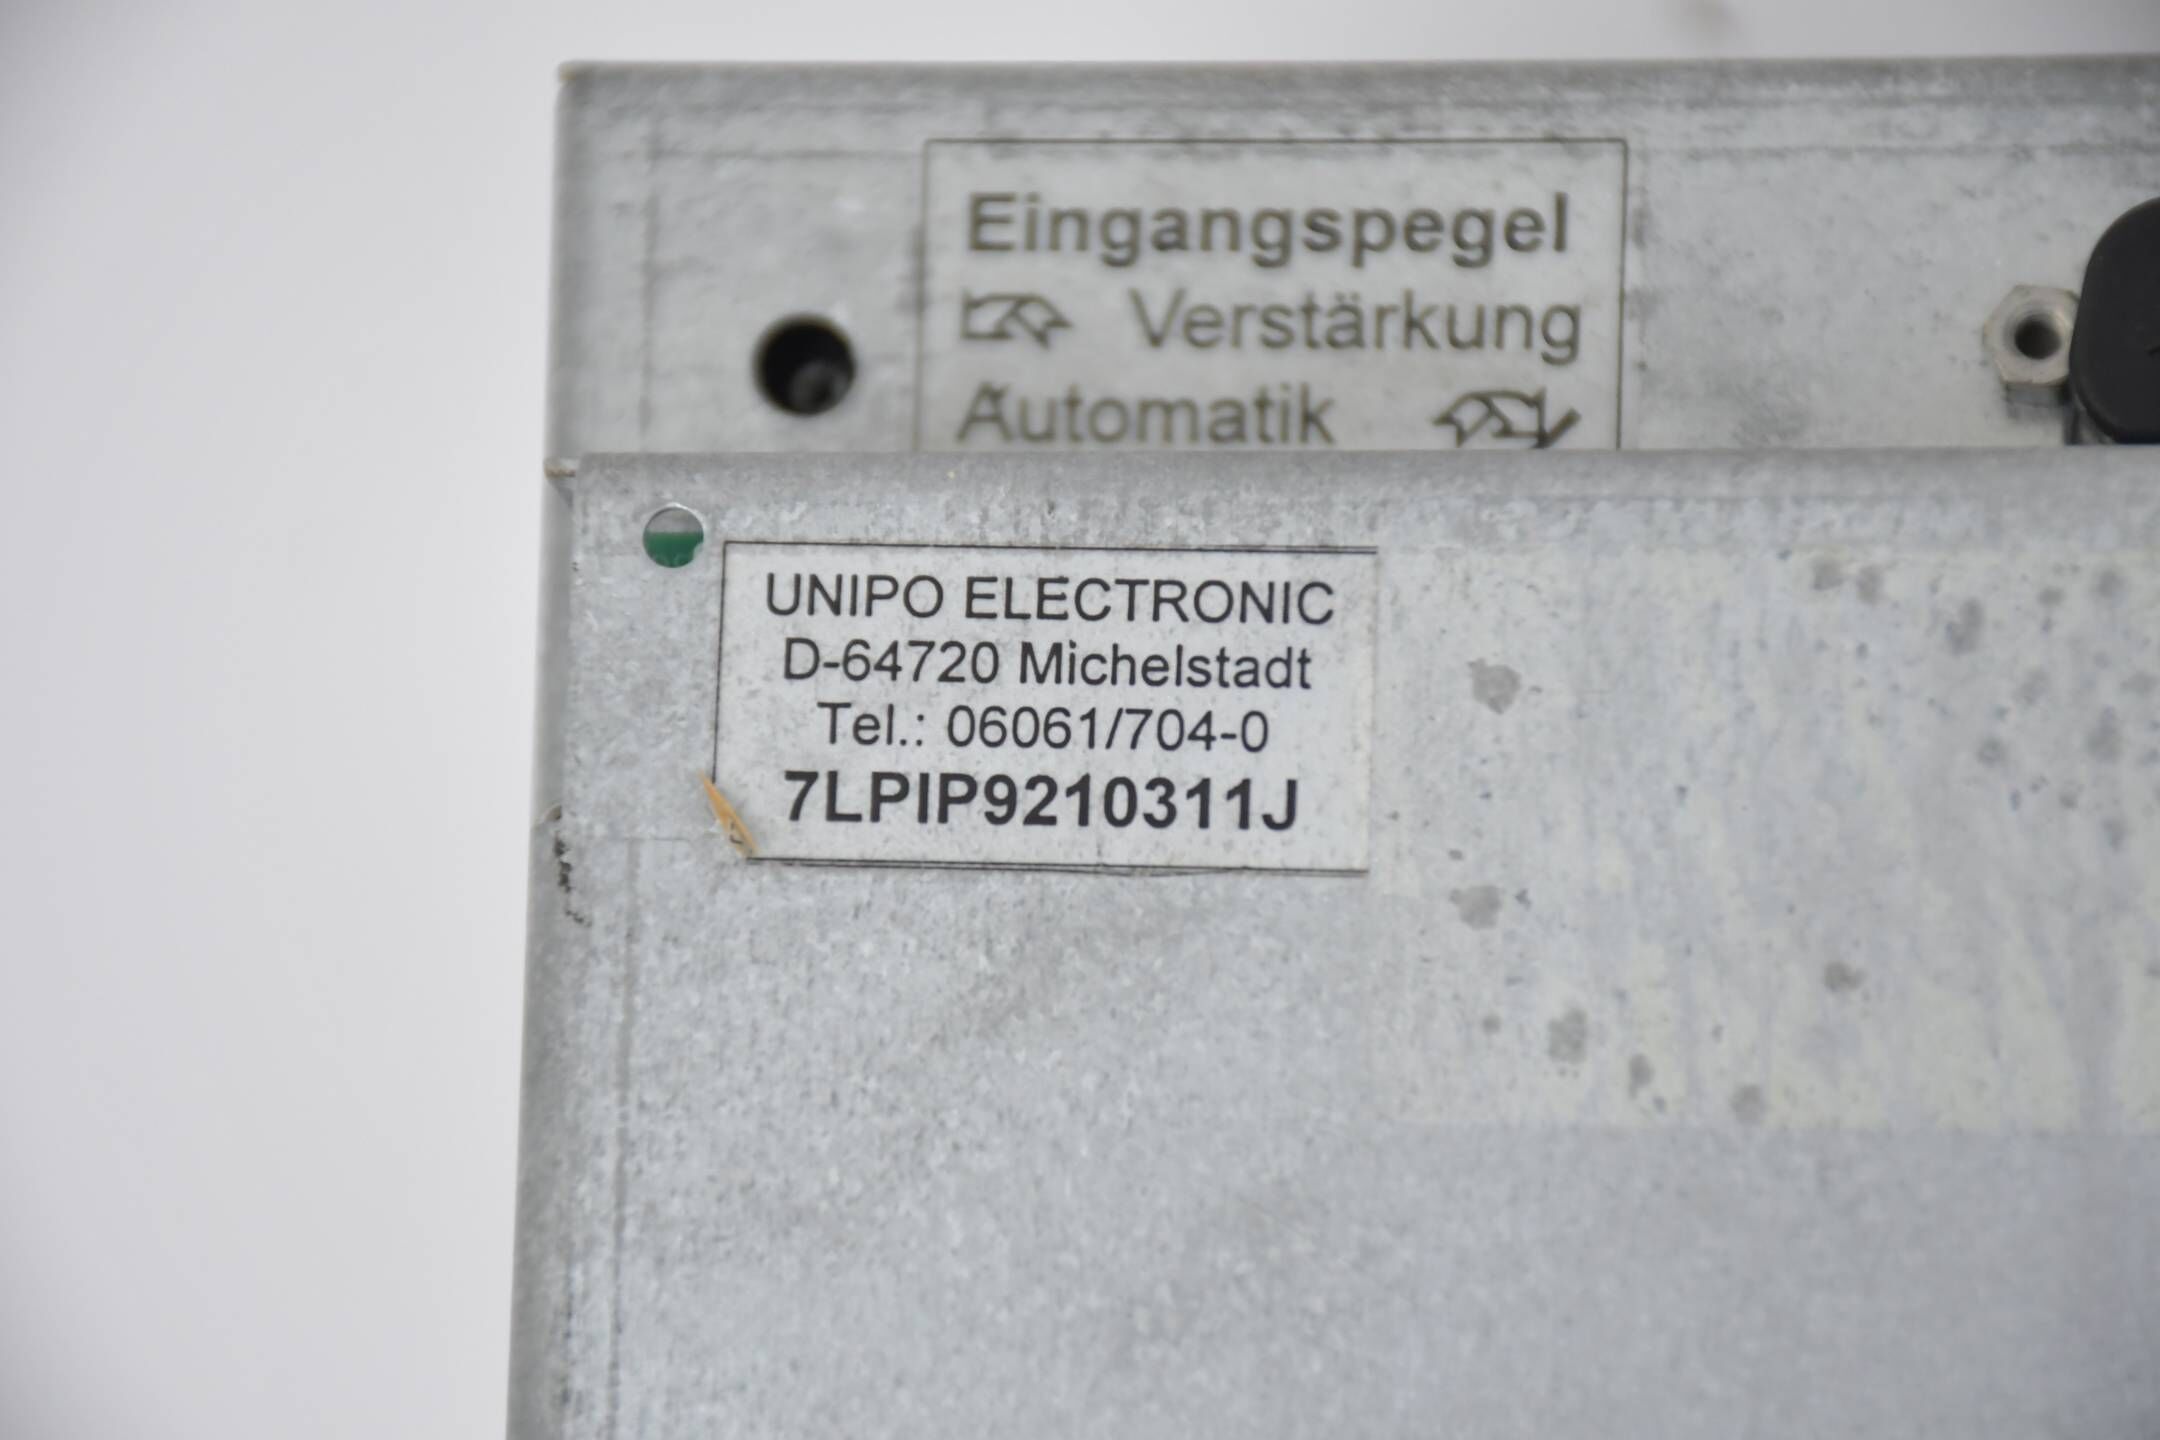 Eingangspegel
Verstärkung
Automatik
UNIPO ELECTRONIC
D-64720 Michelstadt
Tel.: 06061/704-0
7LPIP9210311J